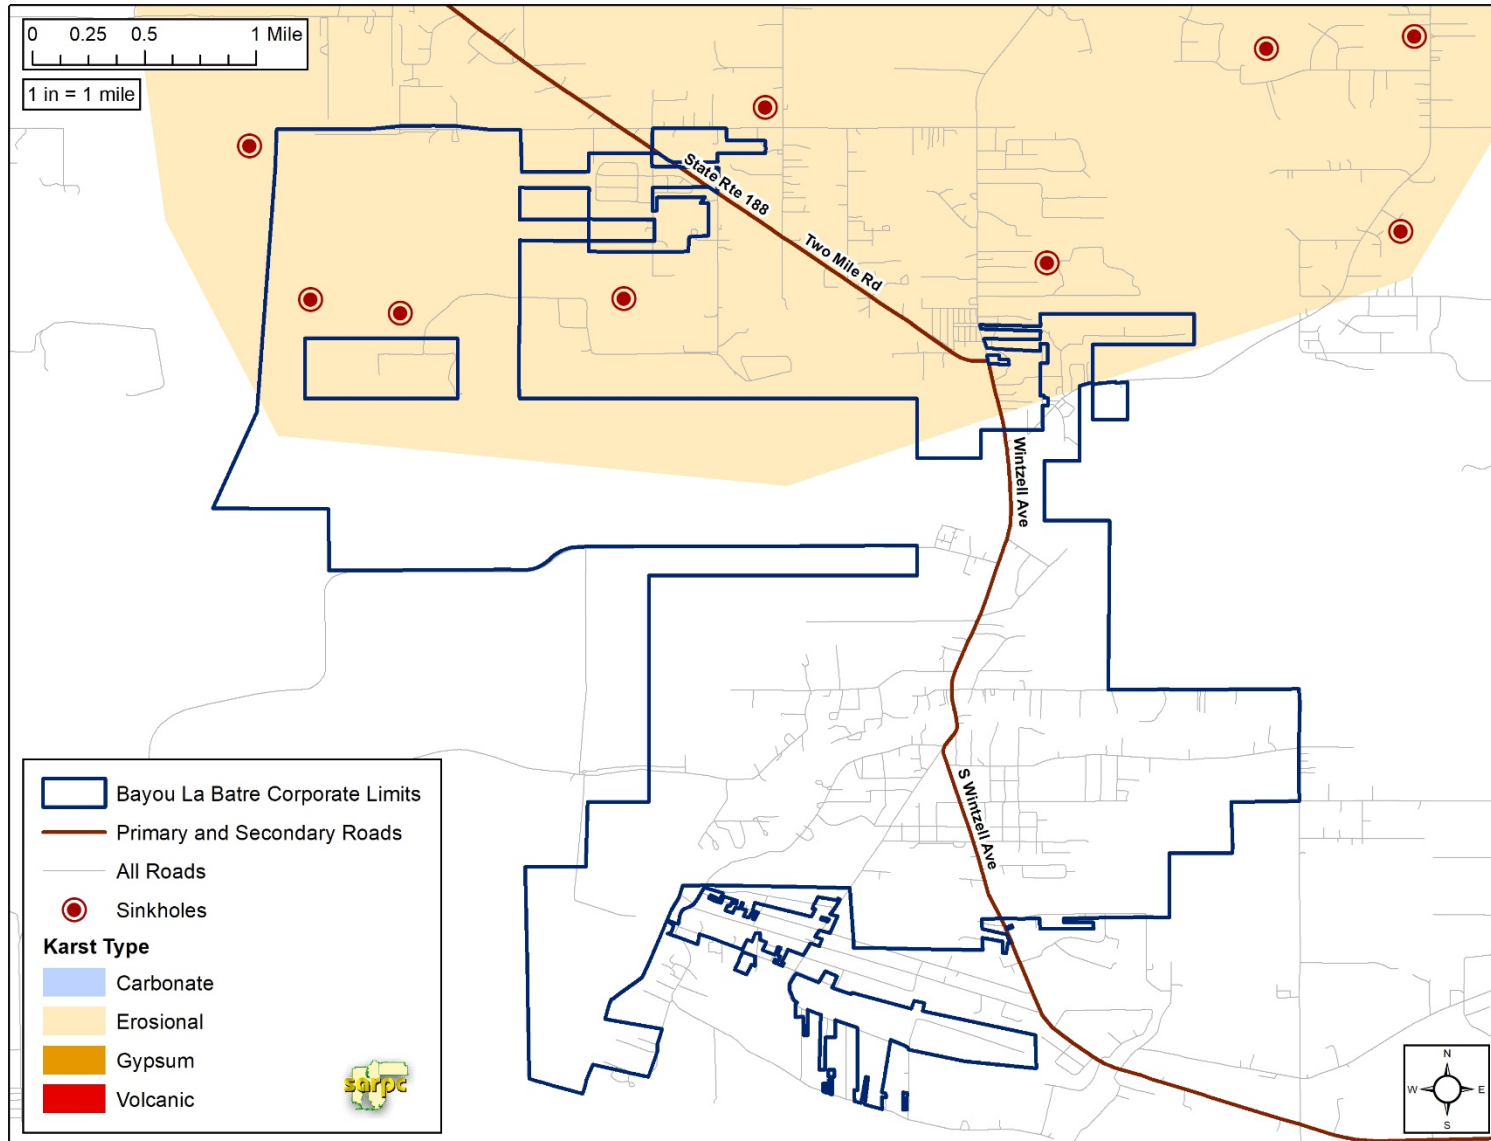 0 0.25 0.5 1 Mile
1 in = 1 mile
State Rte 188
Two Mile Rd
Wintzell Ave
S Wintzell Ave
Bayou La Batre Corporate Limits
Primary and Secondary Roads
All Roads
Sinkholes
Karst Type
Carbonate
Erosional
Gypsum
Volcanic
sarpc
N
W E
S